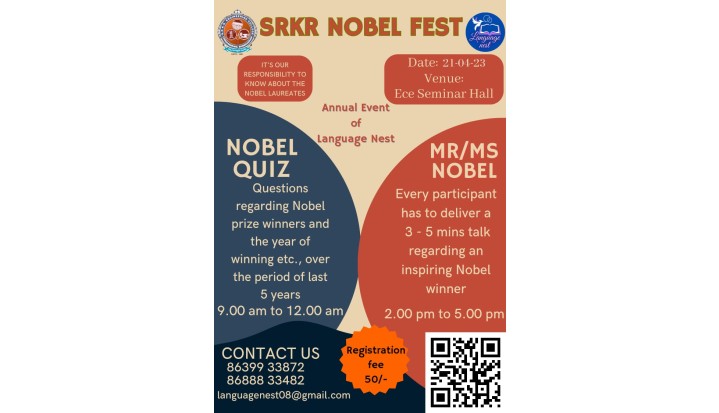 SRKR NOBEL FEST
Language
nest
IT'S OUR
RESPONSIBILITY TO
KNOW ABOUT THE
NOBEL LAUREATES
Date: 21-04-23
Venue:
Ece Seminar Hall
Annual Event
of
Language Nest
NOBEL
QUIZ
Questions
regarding Nobel
prize winners and
the year of
winning etc., over
the period of last
5 years
9.00 am to 12.00 am
MR/MS
NOBEL
Every participant
has to deliver a
3 - 5 mins talk
regarding an
inspiring Nobel
winner
2.00 pm to 5.00 pm
CONTACT US
86399 33872
86888 33482
languagenest08@gmail.com
Registration
fee
50/-